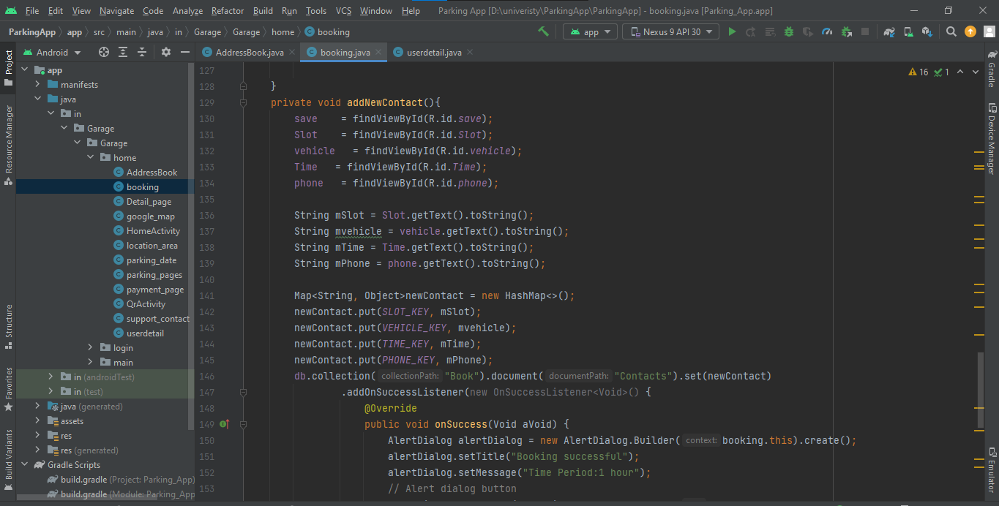 File Edit View Navigate Code Analyze Refactor Build Run Tools VCS Window Help Parking App [D:\univeristy\ParkingApp\ParkingApp] - booking.java [Parking_App.app]
ParkingApp app src main java in Garage Garage home booking app Nexus 9 API 30
Android AddressBook.java booking.java userdetail.java
Project
Resource Manager
Structure
Favorites
Build Variants
app
manifests
java
in
Garage
Garage
home
AddressBook
booking
Detail_page
google_map
HomeActivity
location_area
parking_date
parking_pages
payment_page
QrActivity
support_contact
userdetail
login
main
in (androidTest)
in (test)
java (generated)
assets
res
res (generated)
Gradle Scripts
build.gradle (Project: Parking_App)
build.gradle (Module: Parking_App
16 1
127
128 }
129 private void addNewContact(){
130 save = findViewById(R.id.save);
131 Slot = findViewById(R.id.Slot);
132 vehicle = findViewById(R.id.vehicle);
133 Time = findViewById(R.id.Time);
134 phone = findViewById(R.id.phone);
135
136 String mSlot = Slot.getText().toString();
137 String mvehicle = vehicle.getText().toString();
138 String mTime = Time.getText().toString();
139 String mPhone = phone.getText().toString();
140
141 Map<String, Object>newContact = new HashMap<>();
142 newContact.put(SLOT_KEY, mSlot);
143 newContact.put(VEHICLE_KEY, mvehicle);
144 newContact.put(TIME_KEY, mTime);
145 newContact.put(PHONE_KEY, mPhone);
146 db.collection( collectionPath: "Book").document( documentPath: "Contacts").set(newContact)
147 .addOnSuccessListener(new OnSuccessListener<Void>() {
148 @Override
149 public void onSuccess(Void aVoid) {
150 AlertDialog alertDialog = new AlertDialog.Builder( context: booking.this).create();
151 alertDialog.setTitle("Booking successful");
152 alertDialog.setMessage("Time Period:1 hour");
153 // Alert dialog button
Gradle
Device Manager
Emulator